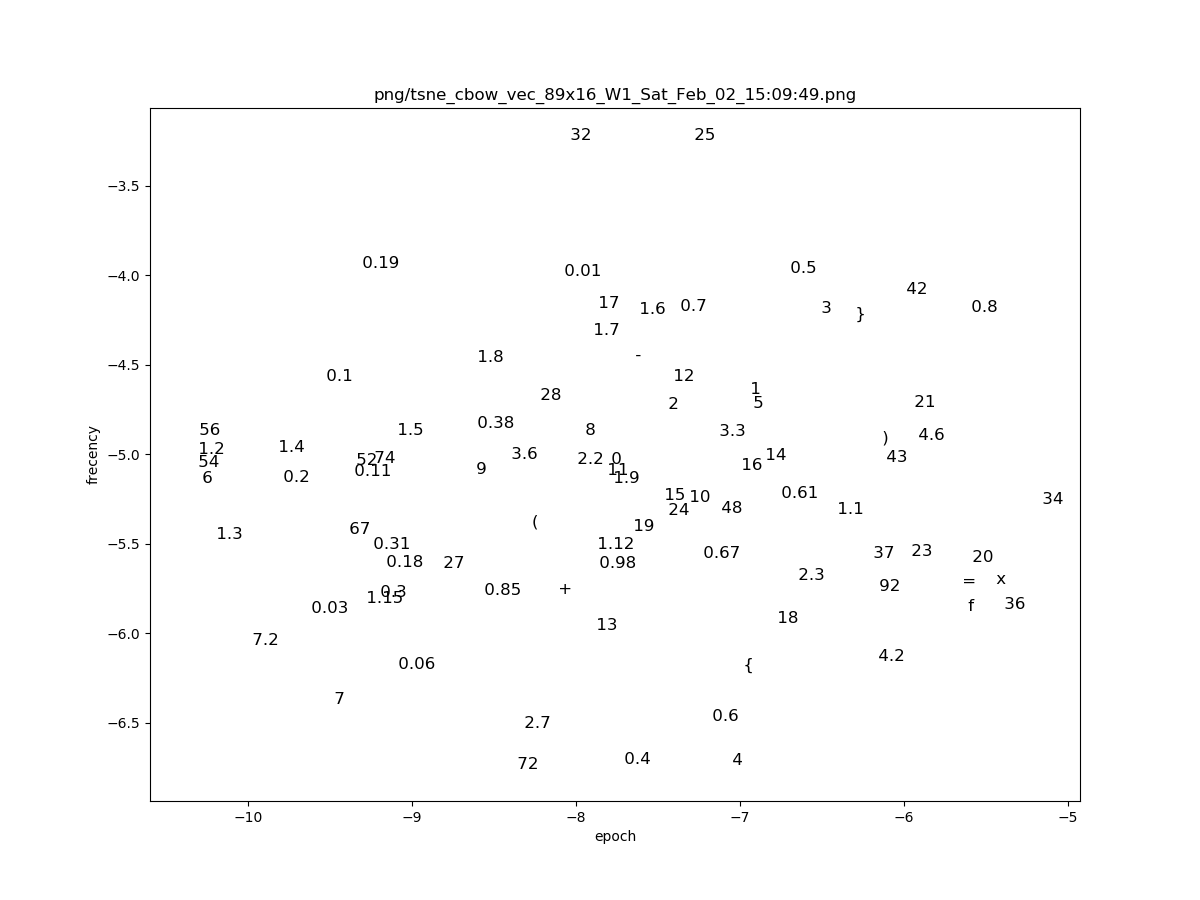 png/tsne_cbow_vec_89x16_W1_Sat_Feb_02_15:09:49.png
32 25
−3.5
0.19 0.01 0.5
−4.0
42
17 1.6 0.7 3 } 0.8
1.7
1.8 -
−4.5
0.1 12
1
28 2 5 21
0.38
56 1.5 8 3.3 ) 4.6
1.2 1.4
−5.0
54 52 74 3.6 2.2 0 14 43
6 0.2 0.11 9 11 1.9 16
15 10 0.61 34
24 48 1.1
1.3 67 ( 19
−5.5
0.31 1.12 0.67 37 23 20
0.18 27 0.98
2.3 = x
0.3 0.85 + 92
0.03 1.15 f 36
13 18
−6.0
7.2
4.2
0.06 {
7
−6.5
2.7 0.6
72 0.4 4
−10 −9 −8 −7 −6 −5
epoch
frecency